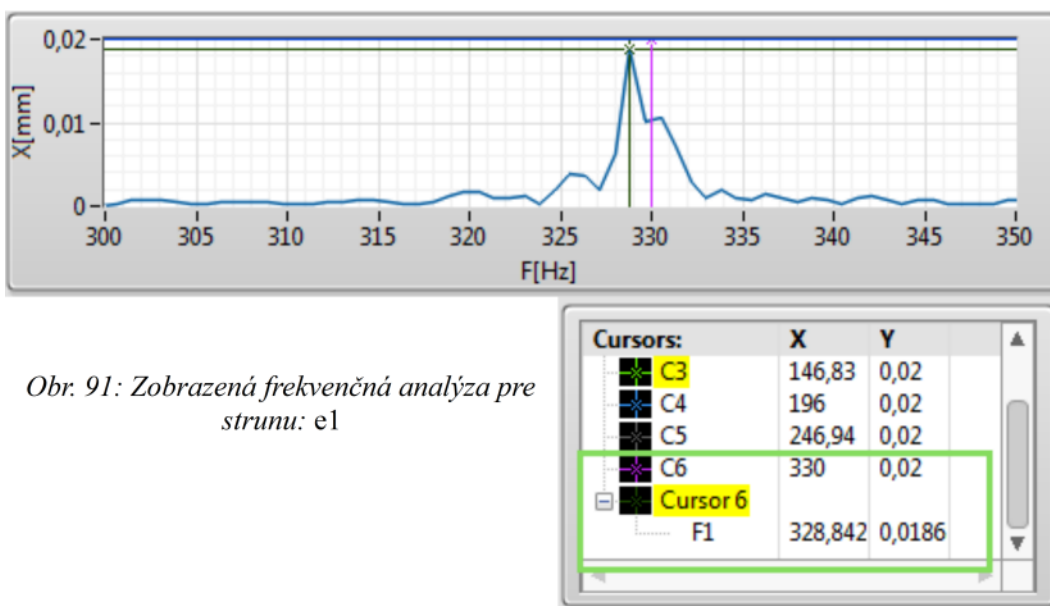 0,02
0,01
0
X[mm]
300 305 310 315 320 325 330 335 340 345 350
F[Hz]
Obr. 91: Zobrazená frekvenčná analýza pre
strunu: e1
Cursors: X Y
C3 146,83 0,02
C4 196 0,02
C5 246,94 0,02
C6 330 0,02
Cursor 6
F1 328,842 0,0186